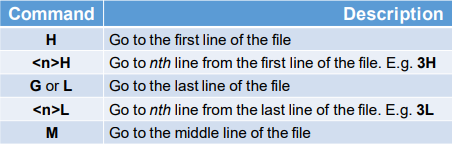 Command Description
H Go to the first line of the file
<n>H Go to nth line from the first line of the file. E.g. 3H
G or L Go to the last line of the file
<n>L Go to nth line from the last line of the file. E.g. 3L
M Go to the middle line of the file